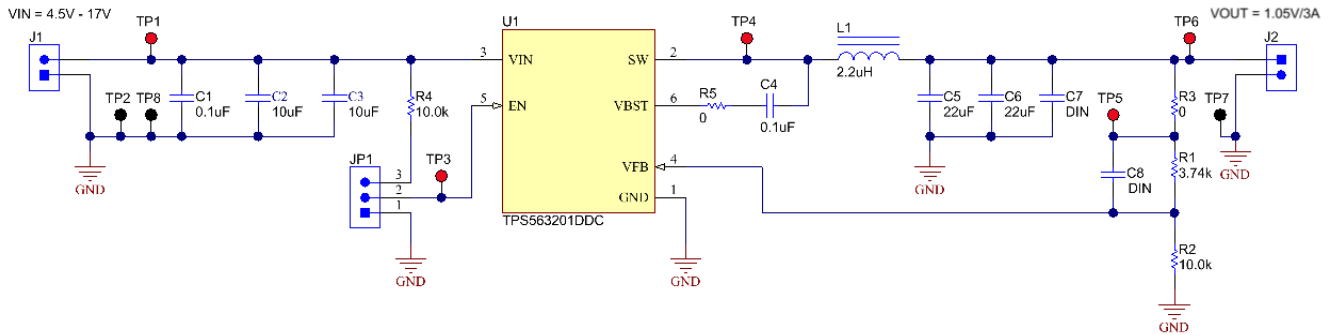 VIN = 4.5V - 17V
VOUT = 1.05V/3A
J1
TP1
U1
TP4
L1
TP6
J2
3
VIN
SW
2
2.2uH
TP2
TP8
C1
0.1uF
C2
10uF
C3
10uF
R4
10.0k
5
EN
VBST
6
R5
0
C4
0.1uF
C5
22uF
C6
22uF
C7
DIN
TP5
R3
0
TP7
GND
JP1
3
2
1
TP3
VFB
4
GND
1
TPS563201DDC
GND
GND
GND
C8
DIN
R1
3.74k
GND
R2
10.0k
GND